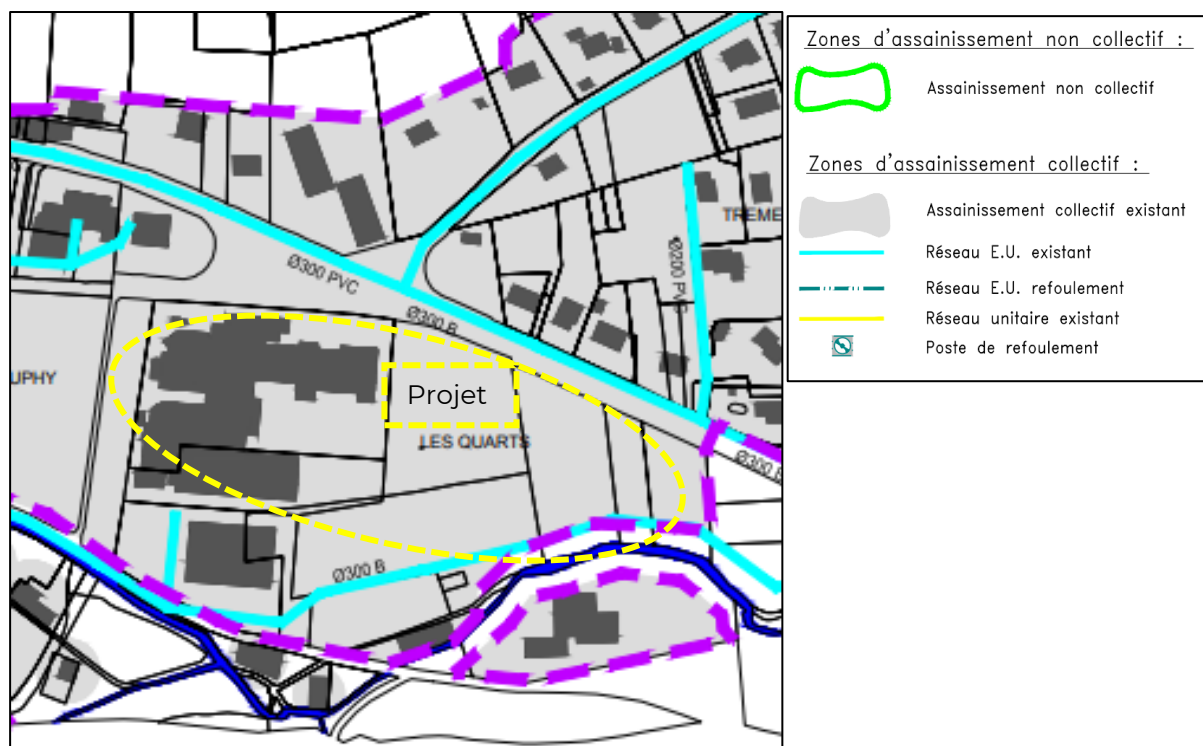 Zones d'assainissement non collectif :
Assainissement non collectif
Zones d'assainissement collectif :
Assainissement collectif existant
Réseau E.U. existant
Réseau E.U. refoulement
Réseau unitaire existant
Poste de refoulement
TREME
Ø200 PVC
Ø300 PVC
Ø300 B
UPHY
Projet
LES QUARTS
Ø300 B
Ø300 B